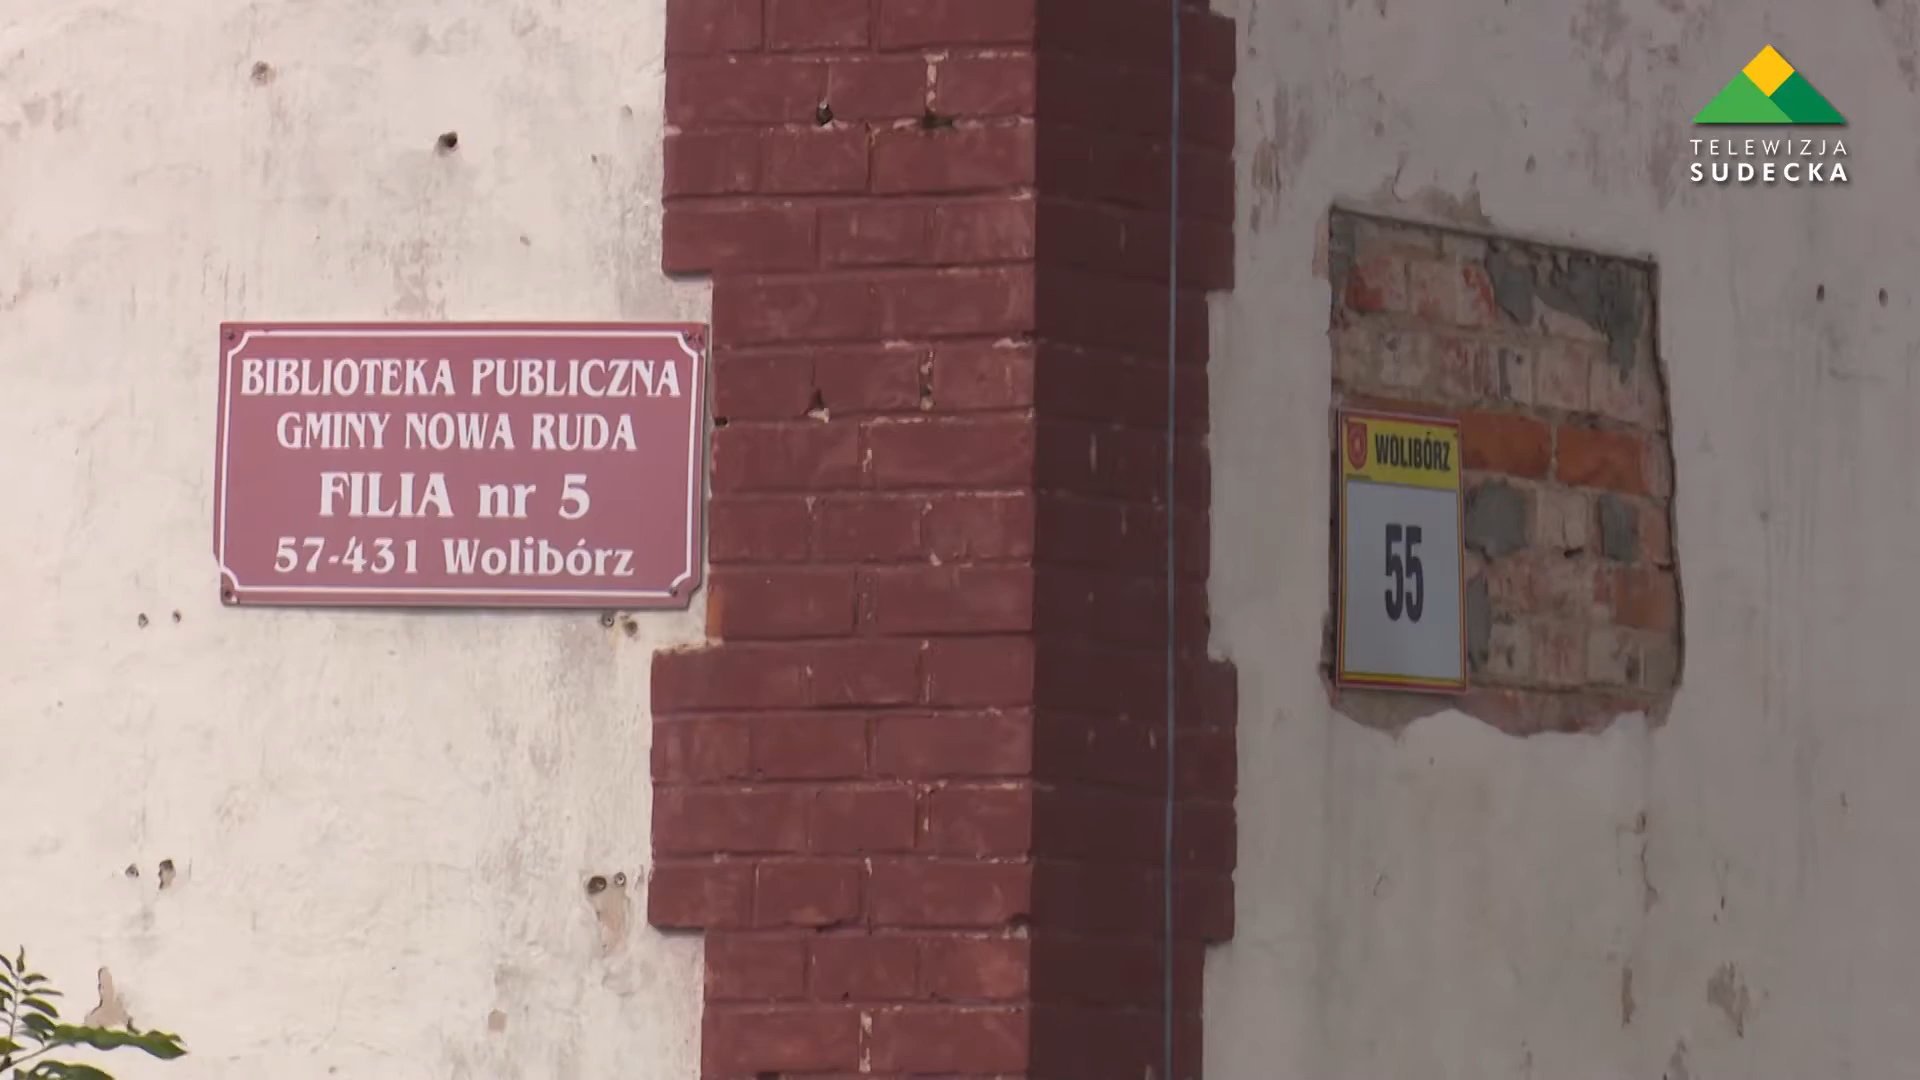 BIBLIOTEKA PUBLICZNA
GMINY NOWA RUDA
FILIA nr 5
57-431 Wolibórz
WOLIBÓRZ
55
TELEWIZJA
SUDECKA